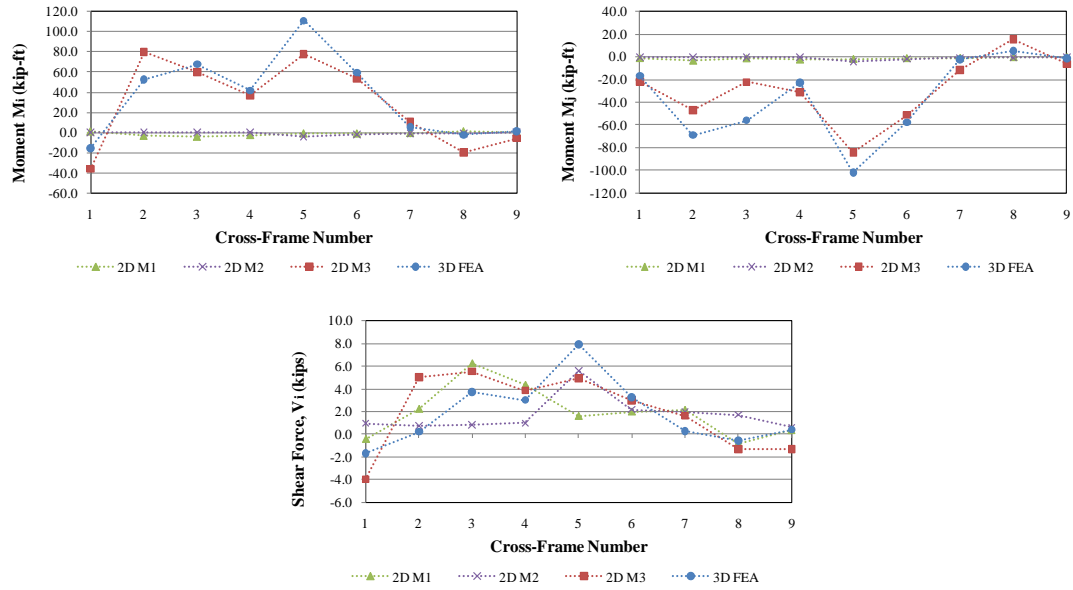 Moment Mi (kip-ft)
120.0
100.0
80.0
60.0
40.0
20.0
0.0
-20.0
-40.0
-60.0
1 2 3 4 5 6 7 8 9
Cross-Frame Number
2D M1 2D M2 2D M3 3D FEA
Moment Mj (kip-ft)
40.0
20.0
0.0
-20.0
-40.0
-60.0
-80.0
-100.0
-120.0
1 2 3 4 5 6 7 8 9
Cross-Frame Number
2D M1 2D M2 2D M3 3D FEA
Shear Force, Vi (kips)
10.0
8.0
6.0
4.0
2.0
0.0
-2.0
-4.0
-6.0
1 2 3 4 5 6 7 8 9
Cross-Frame Number
2D M1 2D M2 2D M3 3D FEA